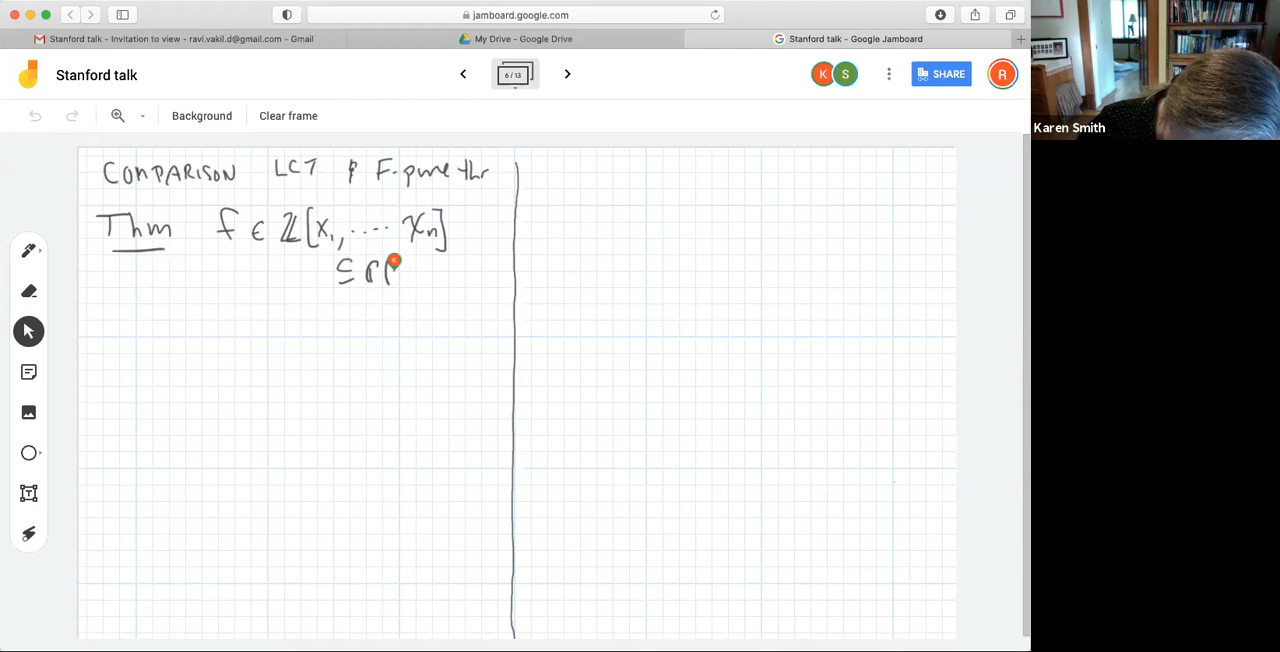 jamboard.google.com
Stanford talk - Invitation to view - ravi.vakil.d@gmail.com - Gmail
My Drive - Google Drive
Stanford talk - Google Jamboard
Stanford talk
6 / 13
K
S
SHARE
R
Background
Clear frame
Karen Smith
COMPARISON LCT & F-pure thr
Thm f ∈ ℤ[x₁, .... xₙ]
⊆